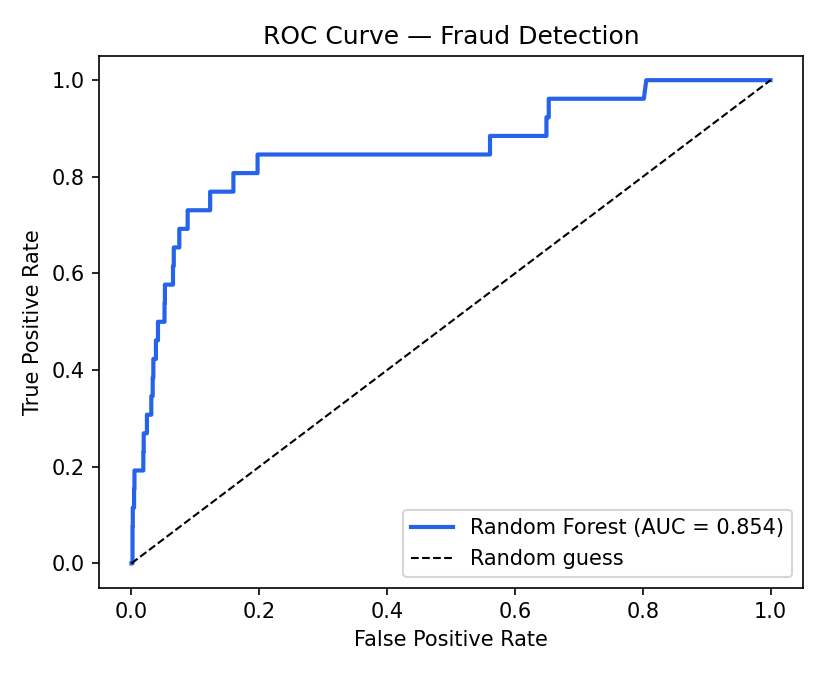 ROC Curve — Fraud Detection
1.0
0.8
0.6
0.4
0.2
0.0
True Positive Rate
Random Forest (AUC = 0.854)
Random guess
0.0 0.2 0.4 0.6 0.8 1.0
False Positive Rate